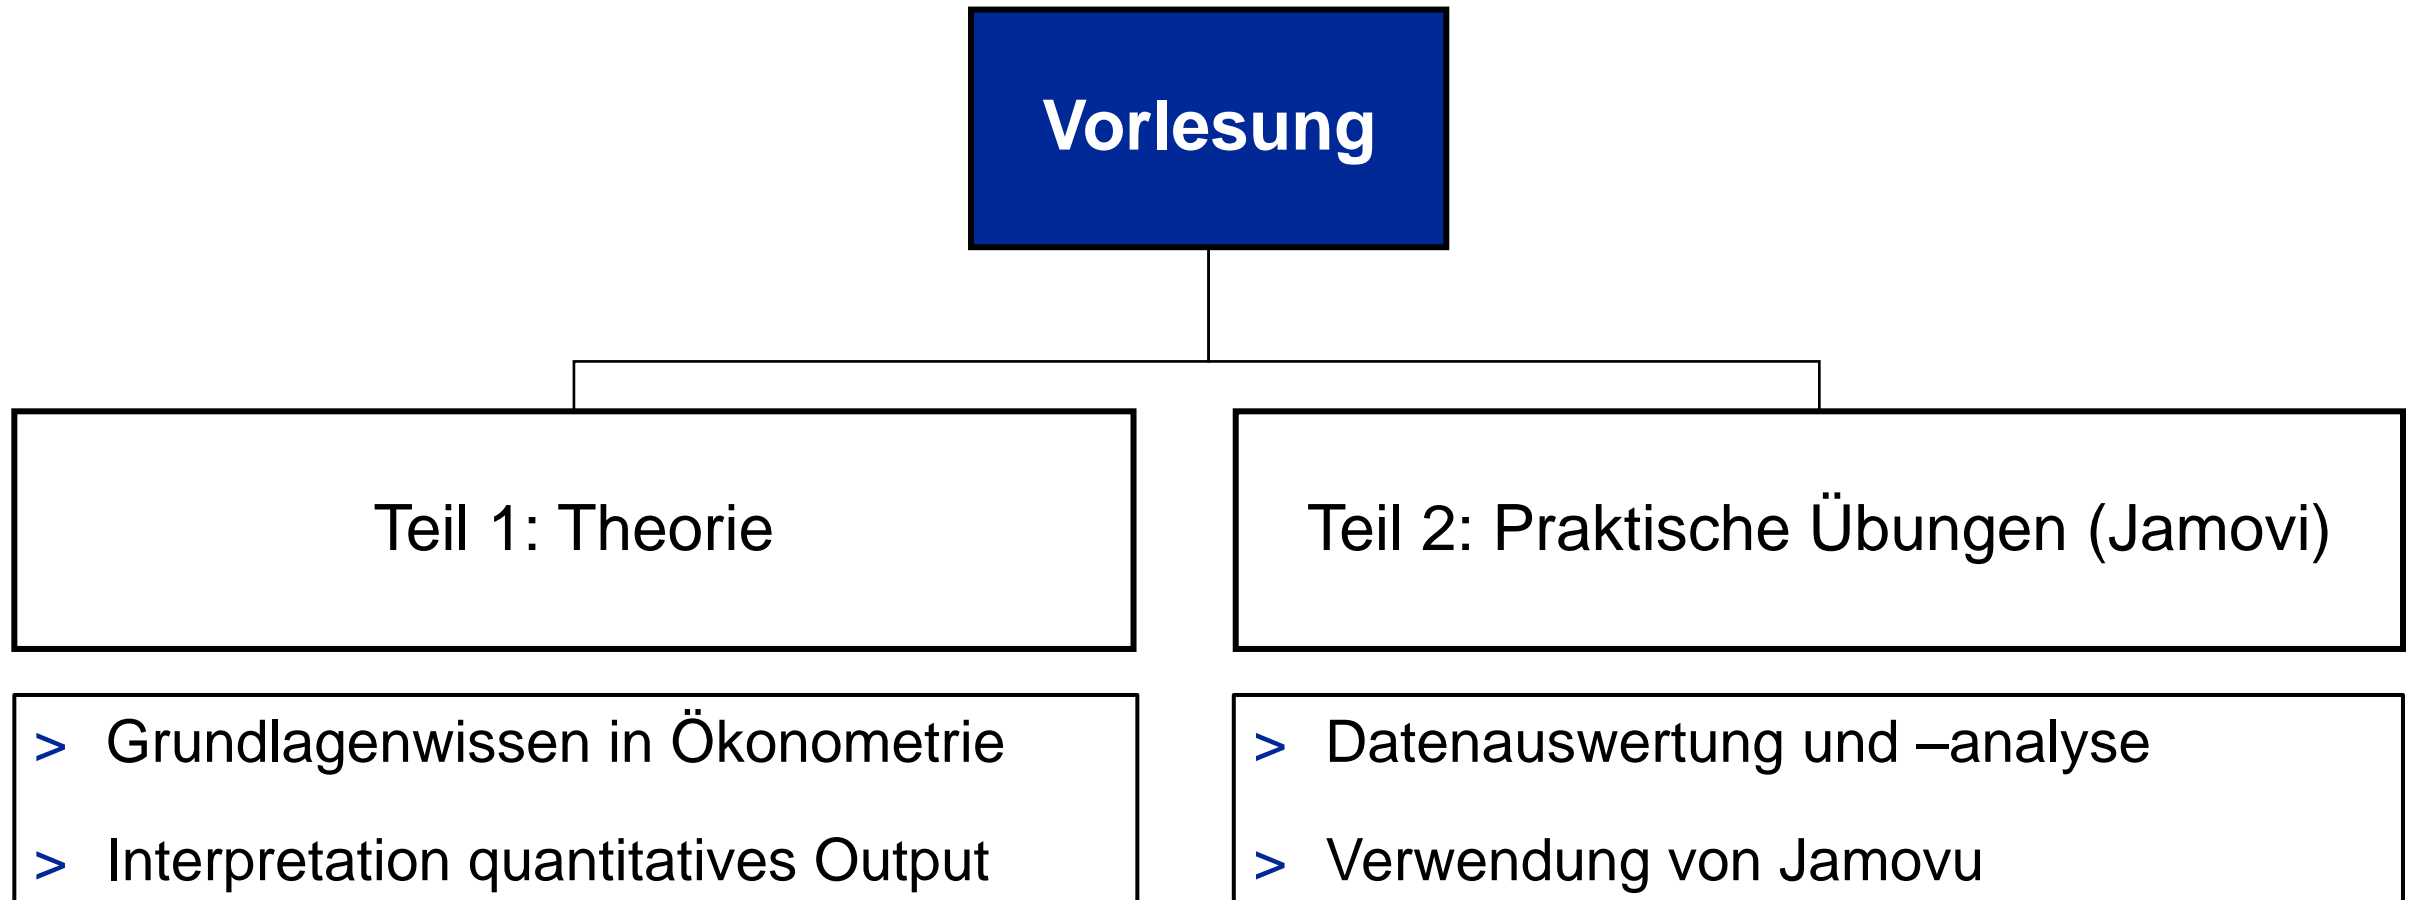 Vorlesung
Teil 1: Theorie
Teil 2: Praktische Übungen (Jamovi)
> Grundlagenwissen in Ökonometrie
> Interpretation quantitatives Output
> Datenauswertung und –analyse
> Verwendung von Jamovu